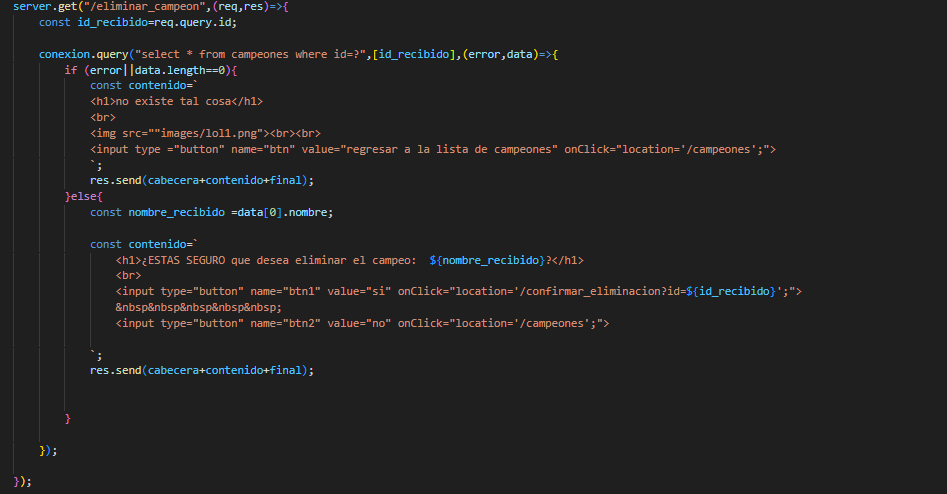 server.get("/eliminar_campeon",(req,res)=>{
const id_recibido=req.query.id;
conexion.query("select * from campeones where id=?",[id_recibido],(error,data)=>{
if (error||data.length==0){
const contenido=`
<h1>no existe tal cosa</h1>
<br>
<img src=""images/lol1.png"><br><br>
<input type ="button" name="btn" value="regresar a la lista de campeones" onClick="location='/campeones';">
`;
res.send(cabecera+contenido+final);
}else{
const nombre_recibido =data[0].nombre;
const contenido=`
<h1>¿ESTAS SEGURO que desea eliminar el campeo:  ${nombre_recibido}?</h1>
<br>
<input type="button" name="btn1" value="si" onClick="location='/confirmar_eliminacion?id=${id_recibido}';">
&nbsp&nbsp&nbsp&nbsp&nbsp;
<input type="button" name="btn2" value="no" onClick="location='/campeones';">
`;
res.send(cabecera+contenido+final);
}
});
});